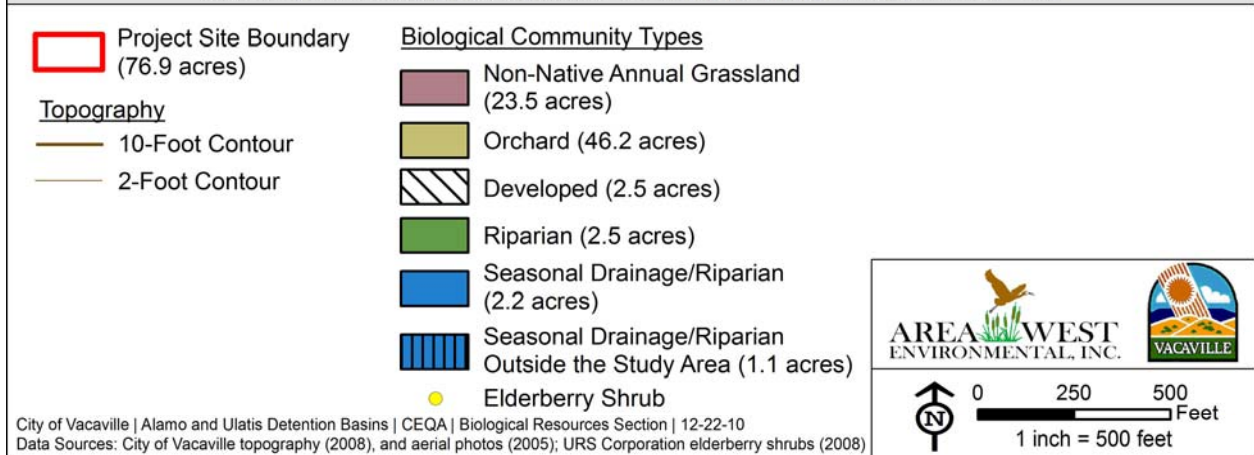 Project Site Boundary
(76.9 acres)
Topography
10-Foot Contour
2-Foot Contour
Biological Community Types
Non-Native Annual Grassland
(23.5 acres)
Orchard (46.2 acres)
Developed (2.5 acres)
Riparian (2.5 acres)
Seasonal Drainage/Riparian
(2.2 acres)
Seasonal Drainage/Riparian
Outside the Study Area (1.1 acres)
Elderberry Shrub
City of Vacaville | Alamo and Ulatis Detention Basins | CEQA | Biological Resources Section | 12-22-10
Data Sources: City of Vacaville topography (2008), and aerial photos (2005); URS Corporation elderberry shrubs (2008)
AREA WEST
ENVIRONMENTAL, INC.
VACAVILLE
N
0 250 500
Feet
1 inch = 500 feet